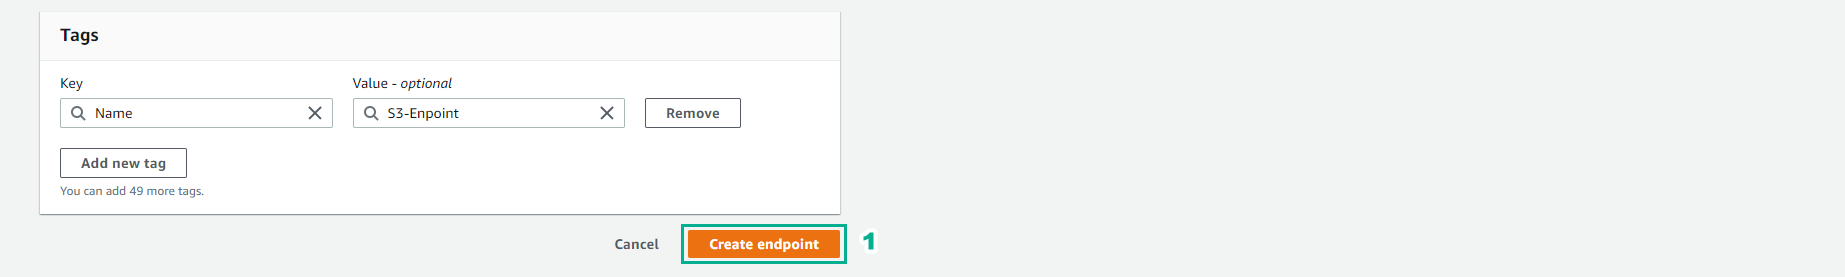 Tags
Key Value - optional
Name S3-Enpoint Remove
Add new tag
You can add 49 more tags.
Cancel Create endpoint 1